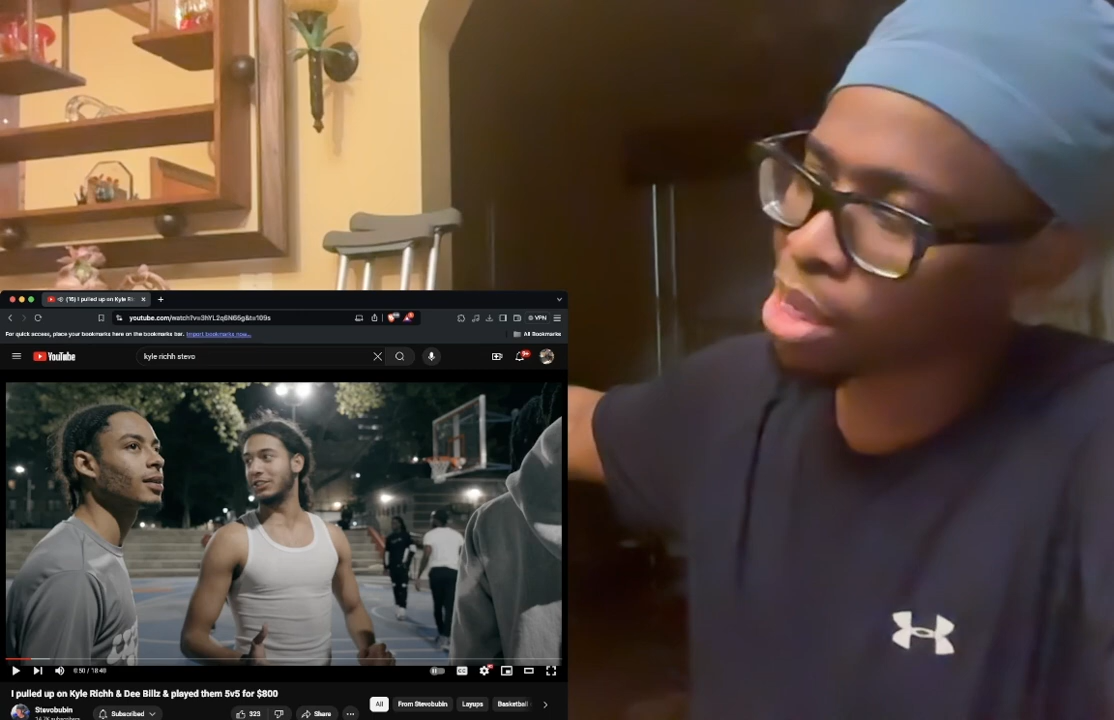 (15) I pulled up on Kyle Ri
youtube.com/watch?v=3hYL2q6N65g&t=109s
VPN
For quick access, place your bookmarks here on the bookmarks bar. Import bookmarks now...
All Bookmarks
YouTube
kyle richh stevo
9+
0:50 / 18:48
I pulled up on Kyle Richh & Dee Billz & played them 5v5 for $800
Stevobubin
subscribers
Subscribed
323
Share
All
From Stevobubin
Layups
Basketball